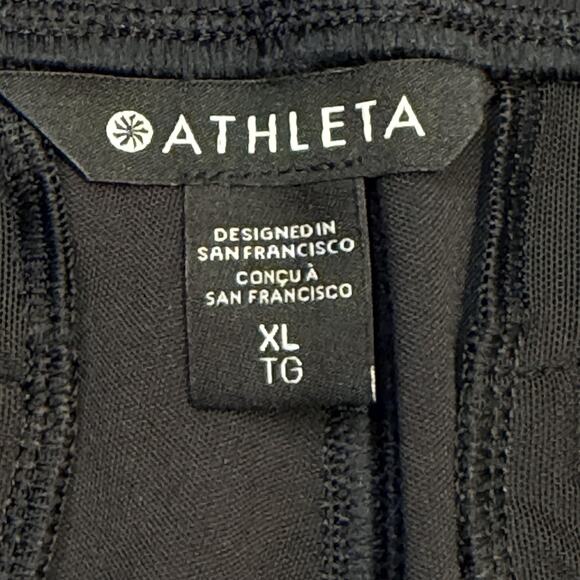 ATHLETA
DESIGNED IN
SAN FRANCISCO
CONÇU À
SAN FRANCISCO
XL
TG